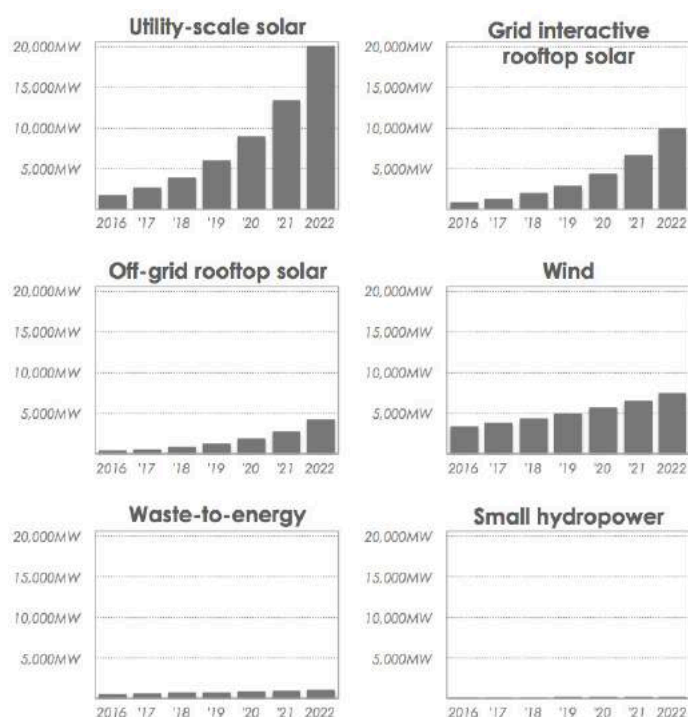 Utility-scale solar
20,000MW
15,000MW
10,000MW
5,000MW
2016 '17 '18 '19 '20 '21 2022
Grid interactive
rooftop solar
20,000MW
15,000MW
10,000MW
5,000MW
2016 '17 '18 '19 '20 '21 2022
Off-grid rooftop solar
20,000MW
15,000MW
10,000MW
5,000MW
2016 '17 '18 '19 '20 '21 2022
Wind
20,000MW
15,000MW
10,000MW
5,000MW
2016 '17 '18 '19 '20 '21 2022
Waste-to-energy
20,000MW
15,000MW
10,000MW
5,000MW
2016 '17 '18 '19 '20 '21 2022
Small hydropower
20,000MW
15,000MW
10,000MW
5,000MW
2016 '17 '18 '19 '20 '21 2022